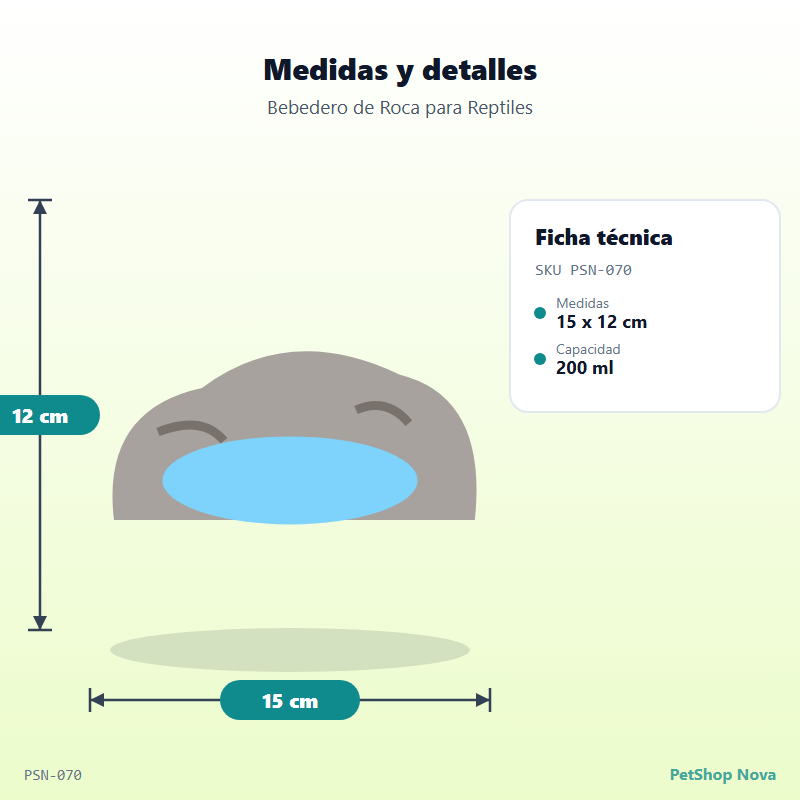 Medidas y detalles
Bebedero de Roca para Reptiles
Ficha técnica
SKU PSN-070
Medidas
15 x 12 cm
Capacidad
200 ml
12 cm
15 cm
PSN-070
PetShop Nova